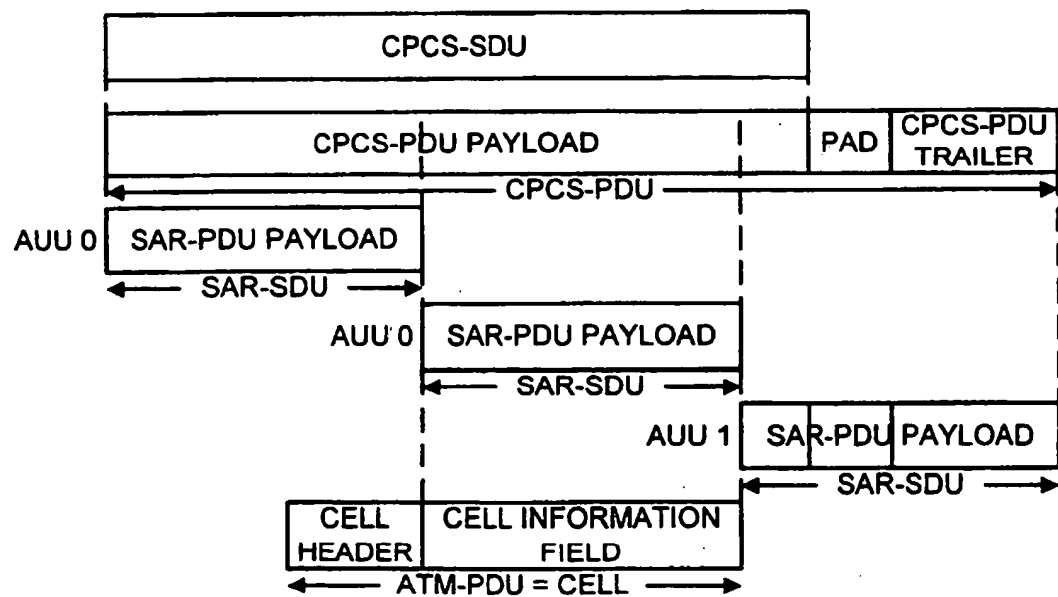 CPCS-SDU
CPCS-PDU PAYLOAD
PAD
CPCS-PDU
TRAILER
CPCS-PDU
AUU 0
SAR-PDU PAYLOAD
SAR-SDU
AUU 0
SAR-PDU PAYLOAD
SAR-SDU
AUU 1
SAR-PDU PAYLOAD
SAR-SDU
CELL
HEADER
CELL INFORMATION
FIELD
ATM-PDU = CELL